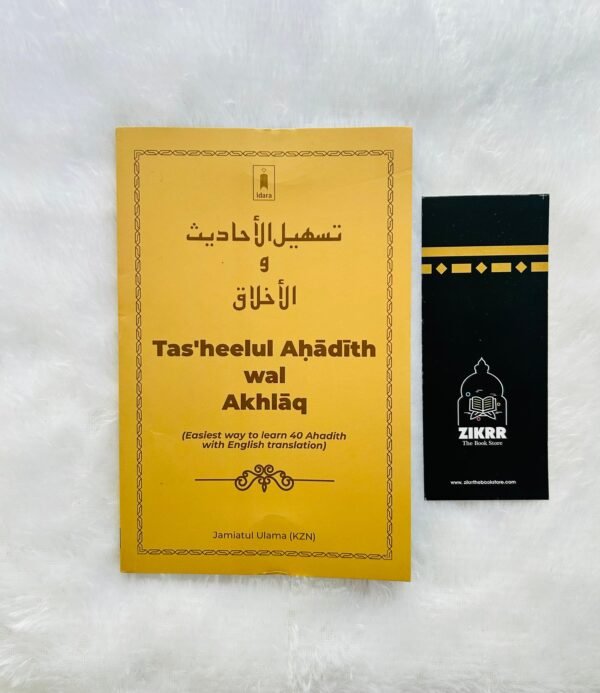 idara
تسهيل الأحاديث
و
الأخلاق
Tas'heelul Aḥādīth
wal
Akhlāq
(Easiest way to learn 40 Ahadith
with English translation)
Jamiatul Ulama (KZN)
ZIKRR
The Book Store
www.zikrrthebookstore.com